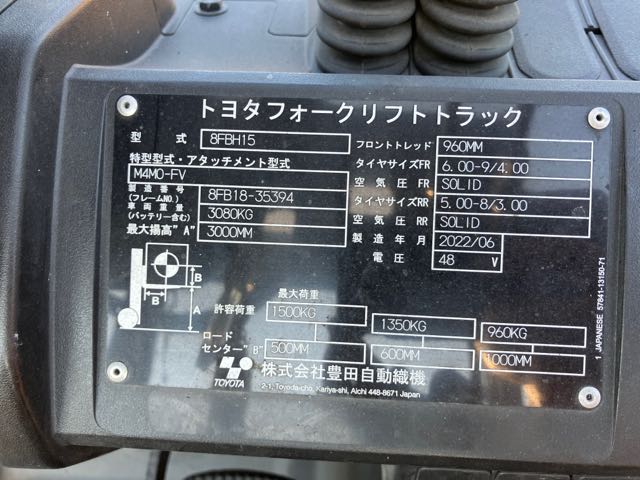 トヨタフォークリフトトラック
型式 8FBH15
特型型式・アタッチメント型式
M4MO-FV
製造番号
(フレームNO.) 8FB18-35394
車両重量
(バッテリー含む) 3080KG
最大揚高"A" 3000MM
フロントトレッド 960MM
タイヤサイズFR 6.00-9/4.00
空気圧FR SOLID
タイヤサイズRR 5.00-8/3.00
空気圧RR SOLID
製造年月 2022/06
電圧 48 V
B
B
A
最大荷重
許容荷重 1500KG 1350KG 960KG
ロード
センター"B" 500MM 600MM 1000MM
TOYOTA
株式会社豊田自動織機
2-1, Toyoda-cho, Kariya-shi, Aichi 448-8671 Japan
1 JAPANESE 57841-13150-71